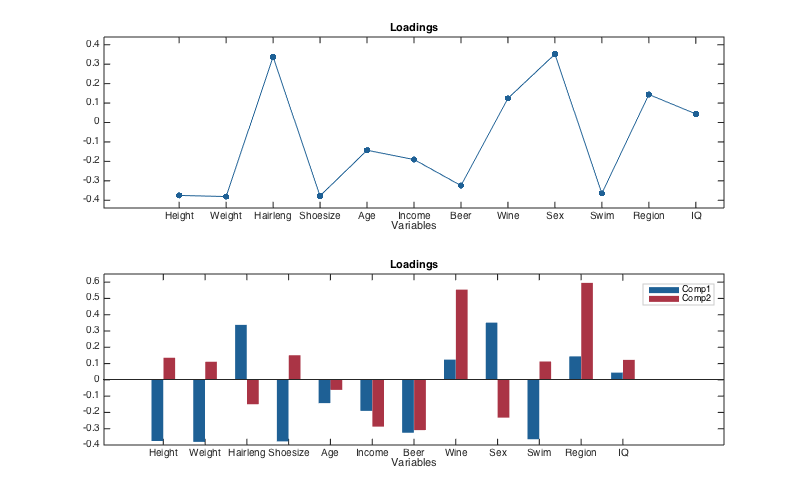 Loadings
0.4
0.3
0.2
0.1
0
-0.1
-0.2
-0.3
-0.4
Height Weight Hairleng Shoesize Age Income Beer Wine Sex Swim Region IQ
Variables
Loadings
0.6
0.5
0.4
0.3
0.2
0.1
0
-0.1
-0.2
-0.3
-0.4
Comp1
Comp2
Height Weight Hairleng Shoesize Age Income Beer Wine Sex Swim Region IQ
Variables